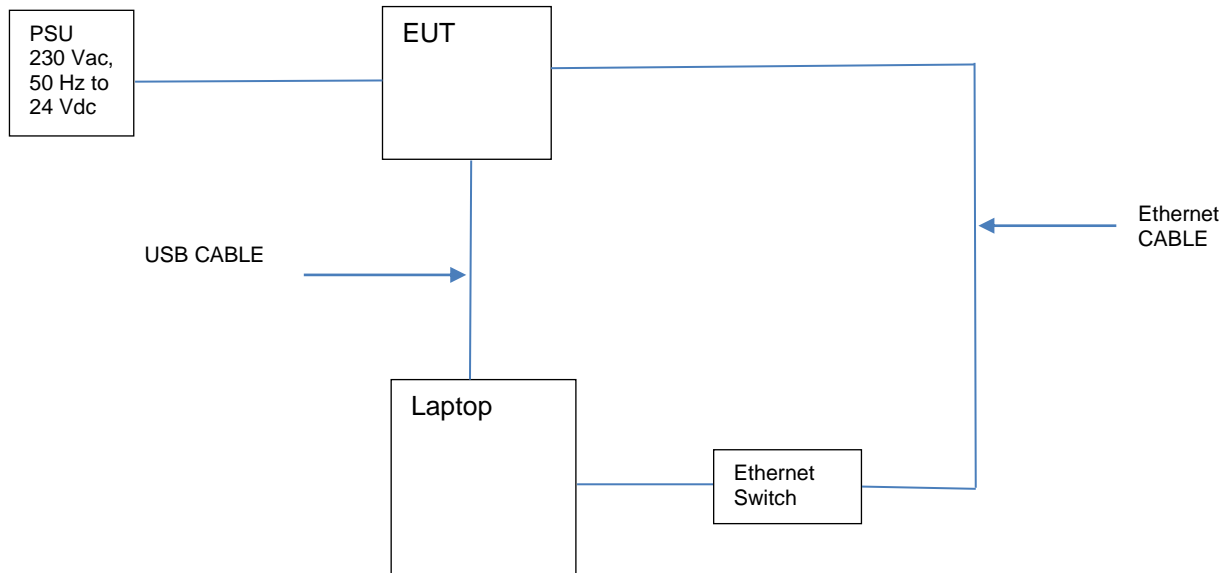 PSU
230 Vac,
50 Hz to
24 Vdc
EUT
Ethernet
CABLE
USB CABLE
Laptop
Ethernet
Switch